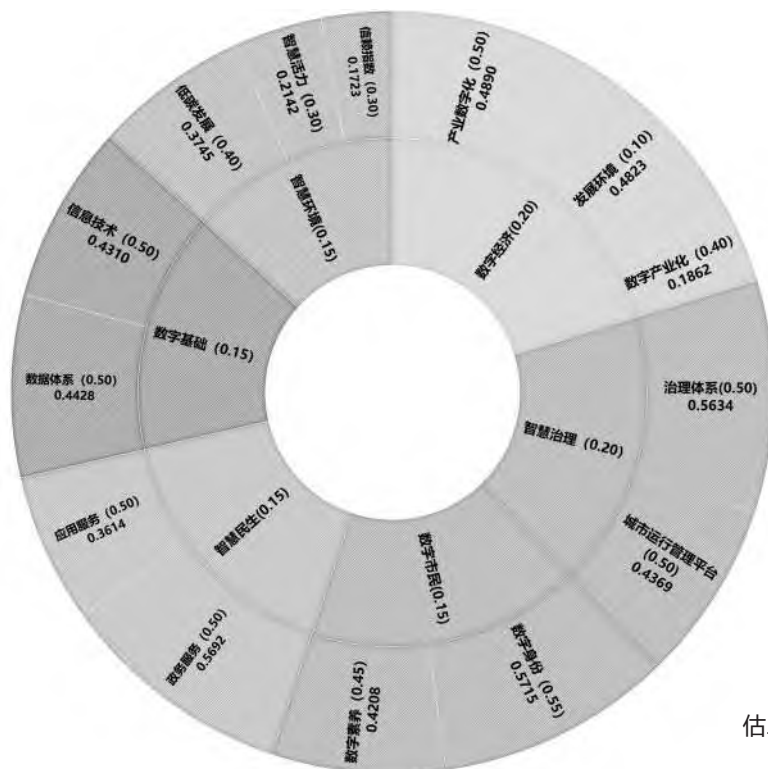 产业数字化（0.50）
0.4890
发展环境（0.10）
0.4823
数字产业化（0.40）
0.1862
数字经济(0.20)
治理体系(0.50)
0.5634
城市运行管理平台
(0.50)
0.4369
智慧治理（0.20）
数字身份（0.55）
0.5715
数字素养（0.45）
0.4208
数字市民(0.15)
政务服务（0.50）
0.5692
应用服务（0.50）
0.3614
智慧民生(0.15)
数据体系（0.50）
0.4428
信息技术（0.50）
0.4310
数字基础（0.15）
低碳发展（0.40）
0.3745
智慧活力（0.30）
0.2142
信赖指数（0.30）
0.1723
智慧环境(0.15)
估